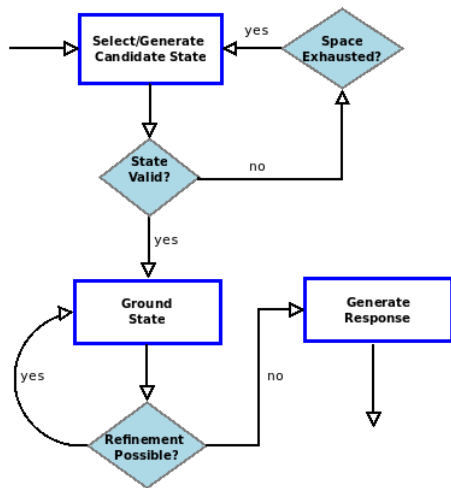 Select/Generate
Candidate State
yes
Space
Exhausted?
State
Valid?
no
yes
Ground
State
Generate
Response
yes
no
Refinement
Possible?